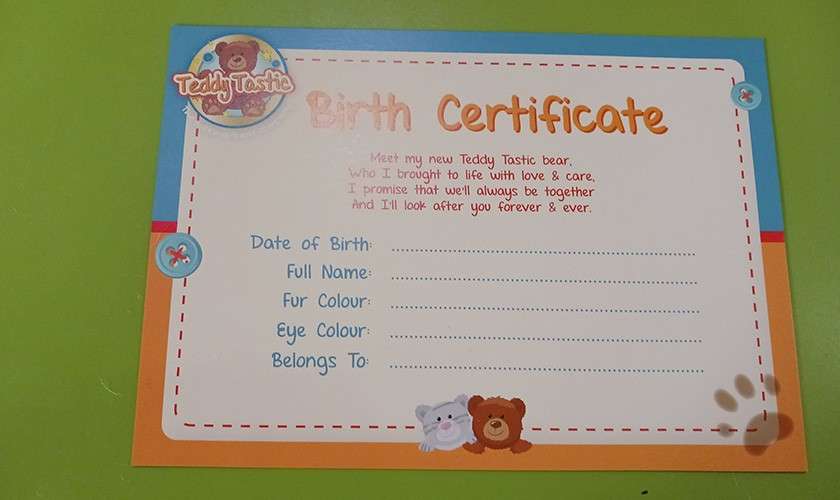 Teddy Tastic
Birth Certificate
Meet my new Teddy Tastic bear,
Who I brought to life with love & care,
I promise that we'll always be together
And I'll look after you forever & ever.
Date of Birth:
Full Name:
Fur Colour:
Eye Colour:
Belongs To: